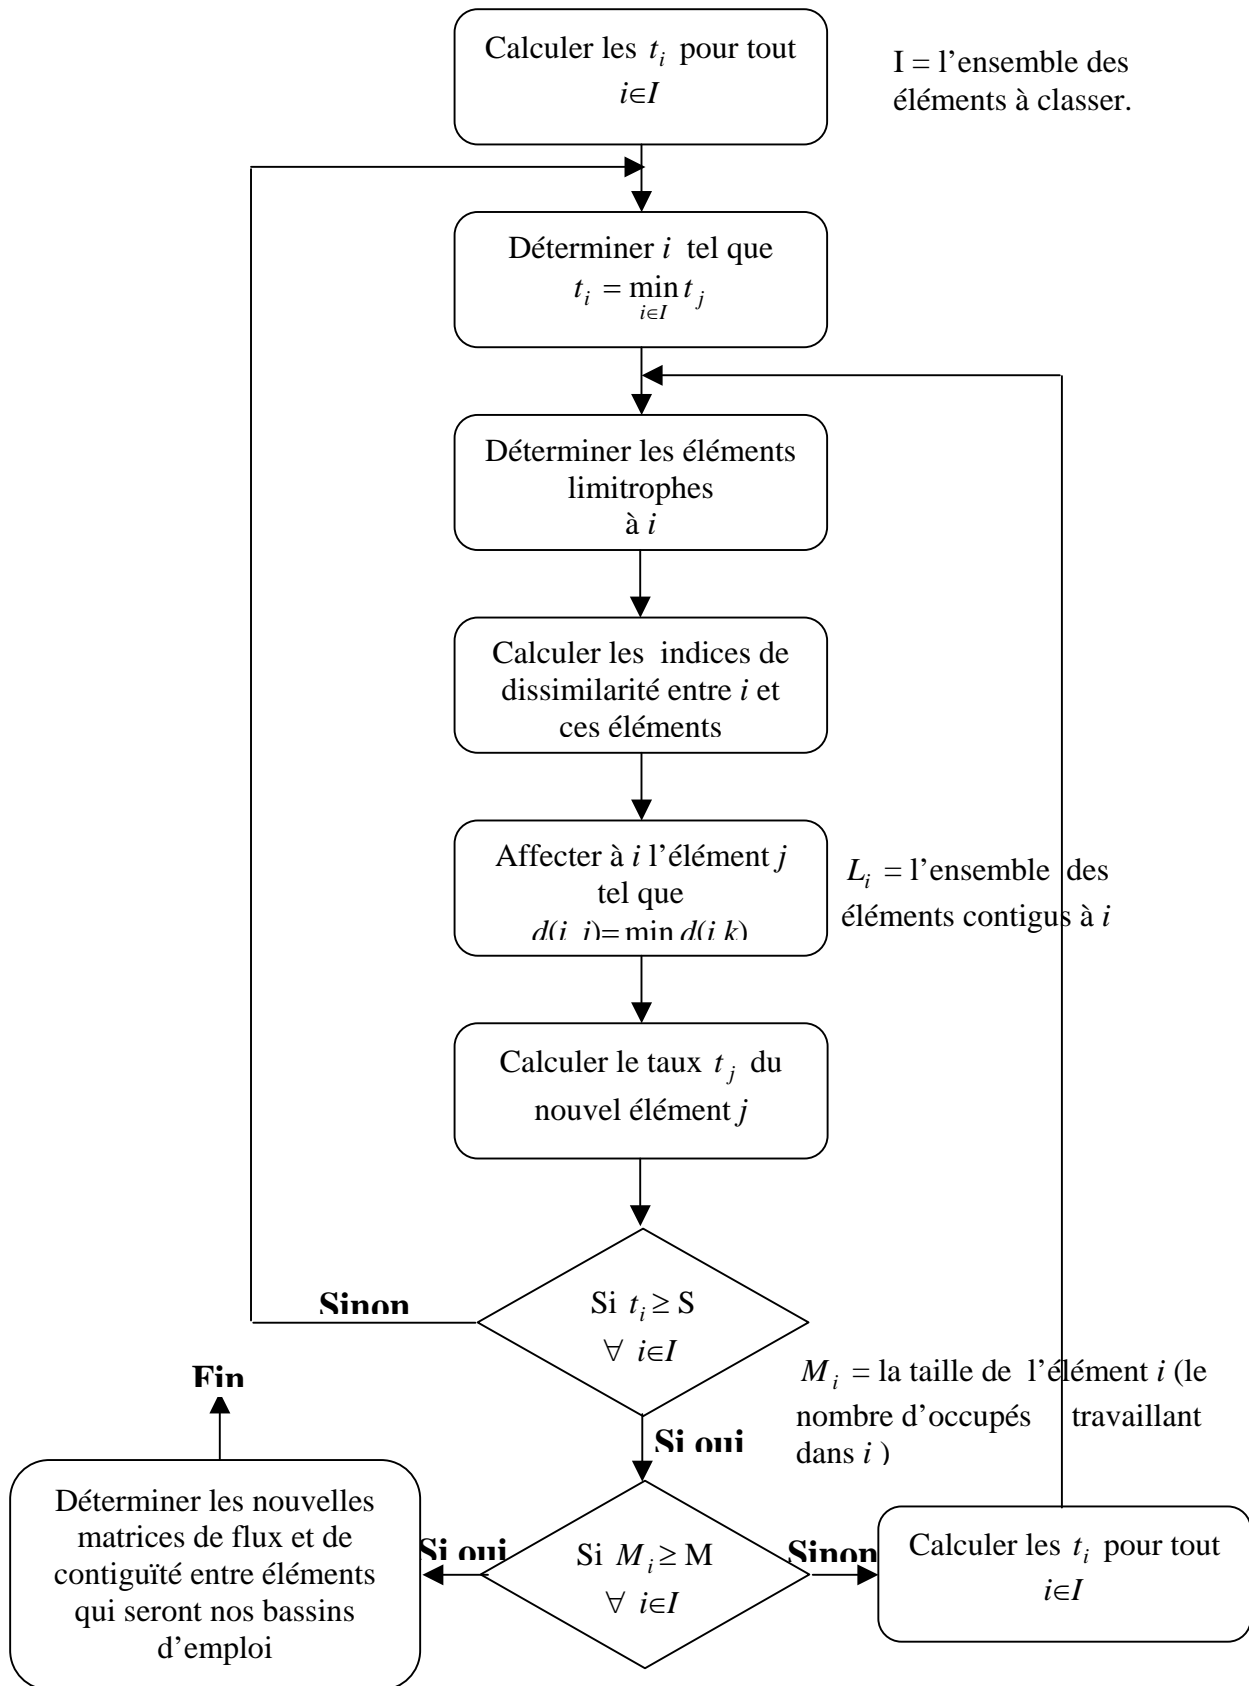 Calculer les t_i pour tout
i∈I
I = l’ensemble des
éléments à classer.
Déterminer i tel que
t_i = min t_j
i∈I
Déterminer les éléments
limitrophes
à i
Calculer les indices de
dissimilarité entre i et
ces éléments
Affecter à i l’élément j
tel que
d(i, j)= min d(i,k)
L_i = l’ensemble des
éléments contigus à i
Calculer le taux t_j du
nouvel élément j
Si t_i ≥ S
∀ i∈I
Sinon
Fin
M_i = la taille de l’élément i (le
nombre d’occupés travaillant
dans i )
Si oui
Déterminer les nouvelles
matrices de flux et de
contiguïté entre éléments
qui seront nos bassins
d’emploi
Si oui
Si M_i ≥ M
∀ i∈I
Sinon
Calculer les t_i pour tout
i∈I